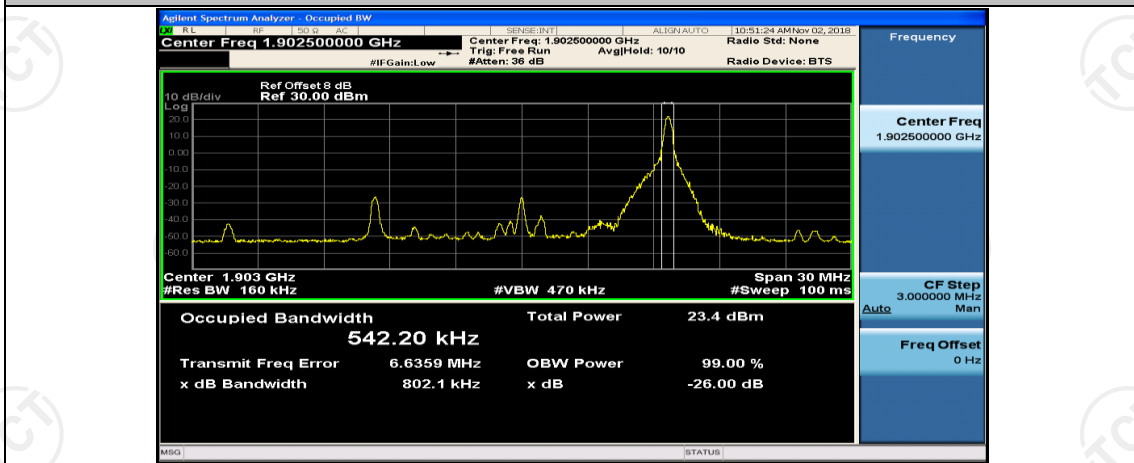 Agilent Spectrum Analyzer - Occupied BW
LXI RL RF 50 Ω AC SENSE:INT ALIGN AUTO 10:51:24 AM Nov 02, 2018
Center Freq 1.902500000 GHz
Center Freq: 1.902500000 GHz
Radio Std: None
Trig: Free Run Avg|Hold: 10/10
#IFGain:Low
#Atten: 36 dB
Radio Device: BTS
Ref Offset 8 dB
10 dB/div Ref 30.00 dBm
Log
20.0
10.0
0.00
-10.0
-20.0
-30.0
-40.0
-50.0
-60.0
Center 1.903 GHz Span 30 MHz
#Res BW 160 kHz #VBW 470 kHz #Sweep 100 ms
Occupied Bandwidth Total Power 23.4 dBm
542.20 kHz
Transmit Freq Error 6.6359 MHz OBW Power 99.00 %
x dB Bandwidth 802.1 kHz x dB -26.00 dB
MSG STATUS
Frequency
Center Freq
1.902500000 GHz
CF Step
3.000000 MHz
Auto Man
Freq Offset
0 Hz
TCT
TCT
TCT
TCT